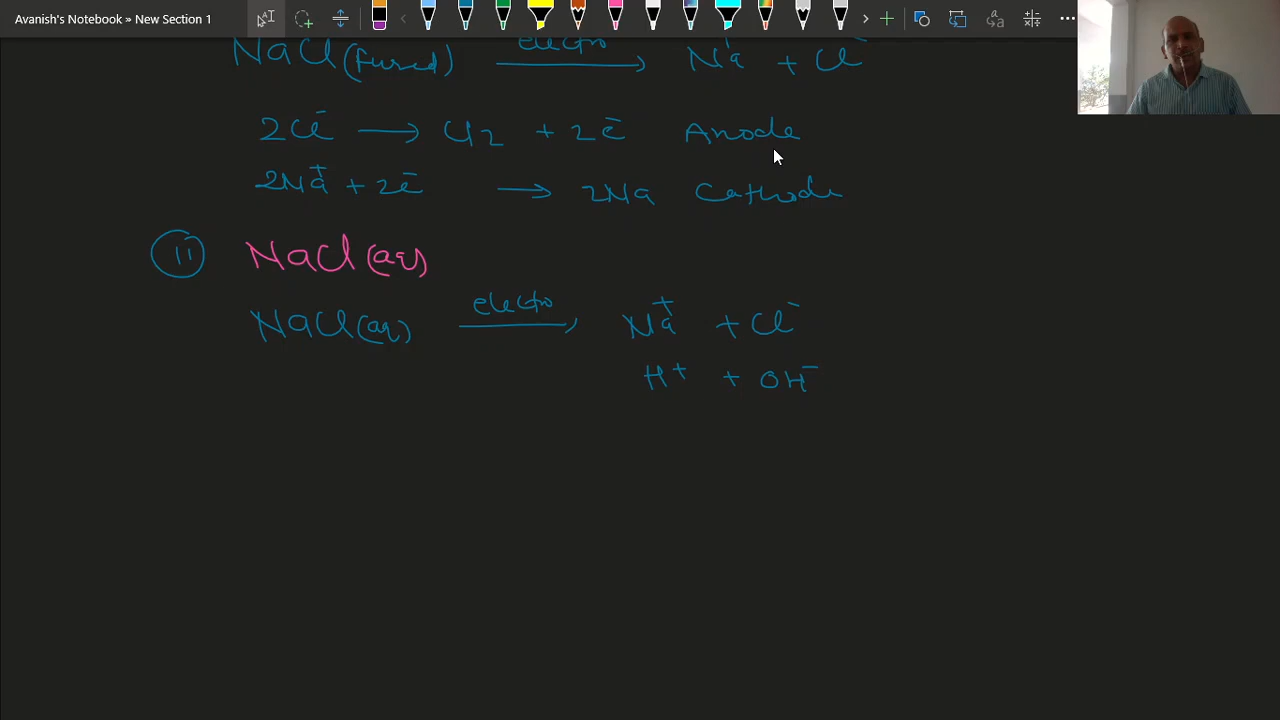 Avanish's Notebook » New Section 1
NaCl(fused) electro⟶ Na⁺ + Cl⁻
2Cl⁻ ⟶ Cl2 + 2e⁻ Anode
2Na⁺ + 2e⁻ ⟶ 2Na Cathode
11 NaCl(aq)
NaCl(aq) electro⟶ Na⁺ + Cl⁻
H⁺ + OH⁻